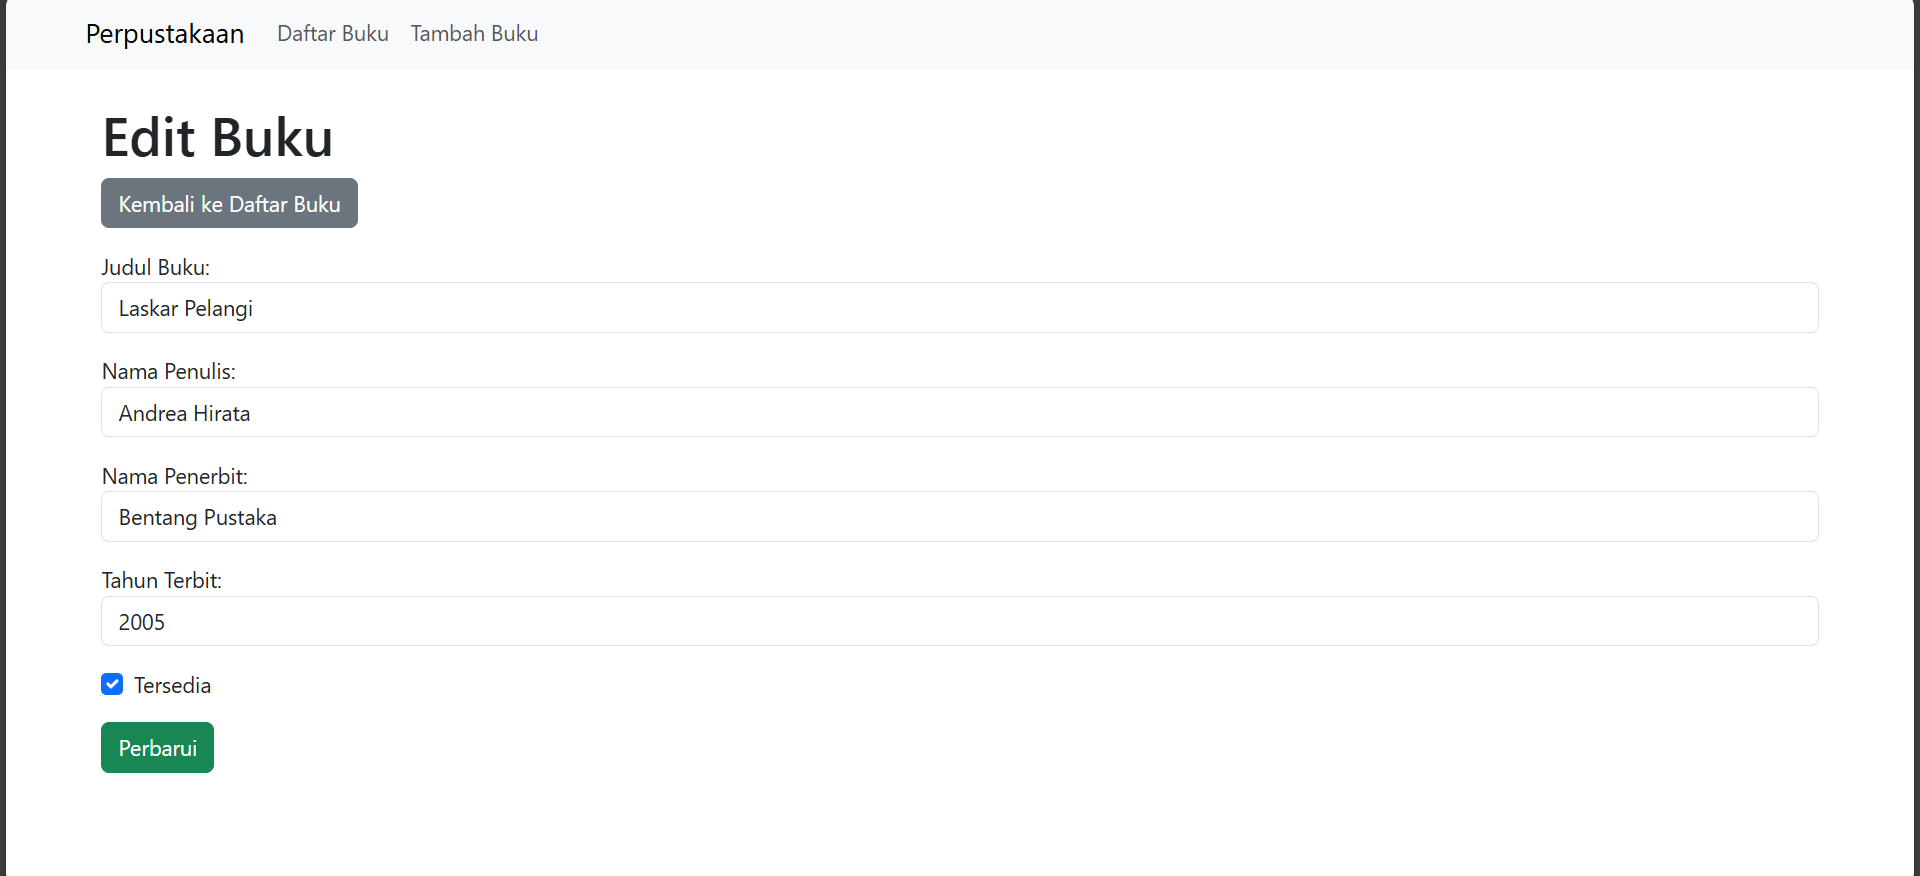 Perpustakaan Daftar Buku Tambah Buku
Edit Buku
Kembali ke Daftar Buku
Judul Buku:
Laskar Pelangi
Nama Penulis:
Andrea Hirata
Nama Penerbit:
Bentang Pustaka
Tahun Terbit:
2005
Tersedia
Perbarui